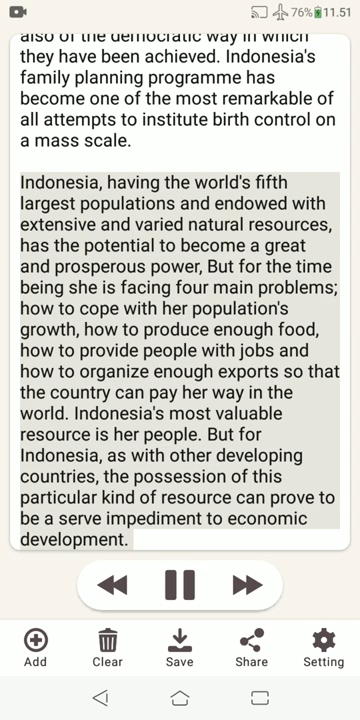 76% 11.51
also of the democratic way in which
they have been achieved. Indonesia's
family planning programme has
become one of the most remarkable of
all attempts to institute birth control on
a mass scale.
Indonesia, having the world's fifth
largest populations and endowed with
extensive and varied natural resources,
has the potential to become a great
and prosperous power, But for the time
being she is facing four main problems;
how to cope with her population's
growth, how to produce enough food,
how to provide people with jobs and
how to organize enough exports so that
the country can pay her way in the
world. Indonesia's most valuable
resource is her people. But for
Indonesia, as with other developing
countries, the possession of this
particular kind of resource can prove to
be a serve impediment to economic
development.
Add Clear Save Share Setting